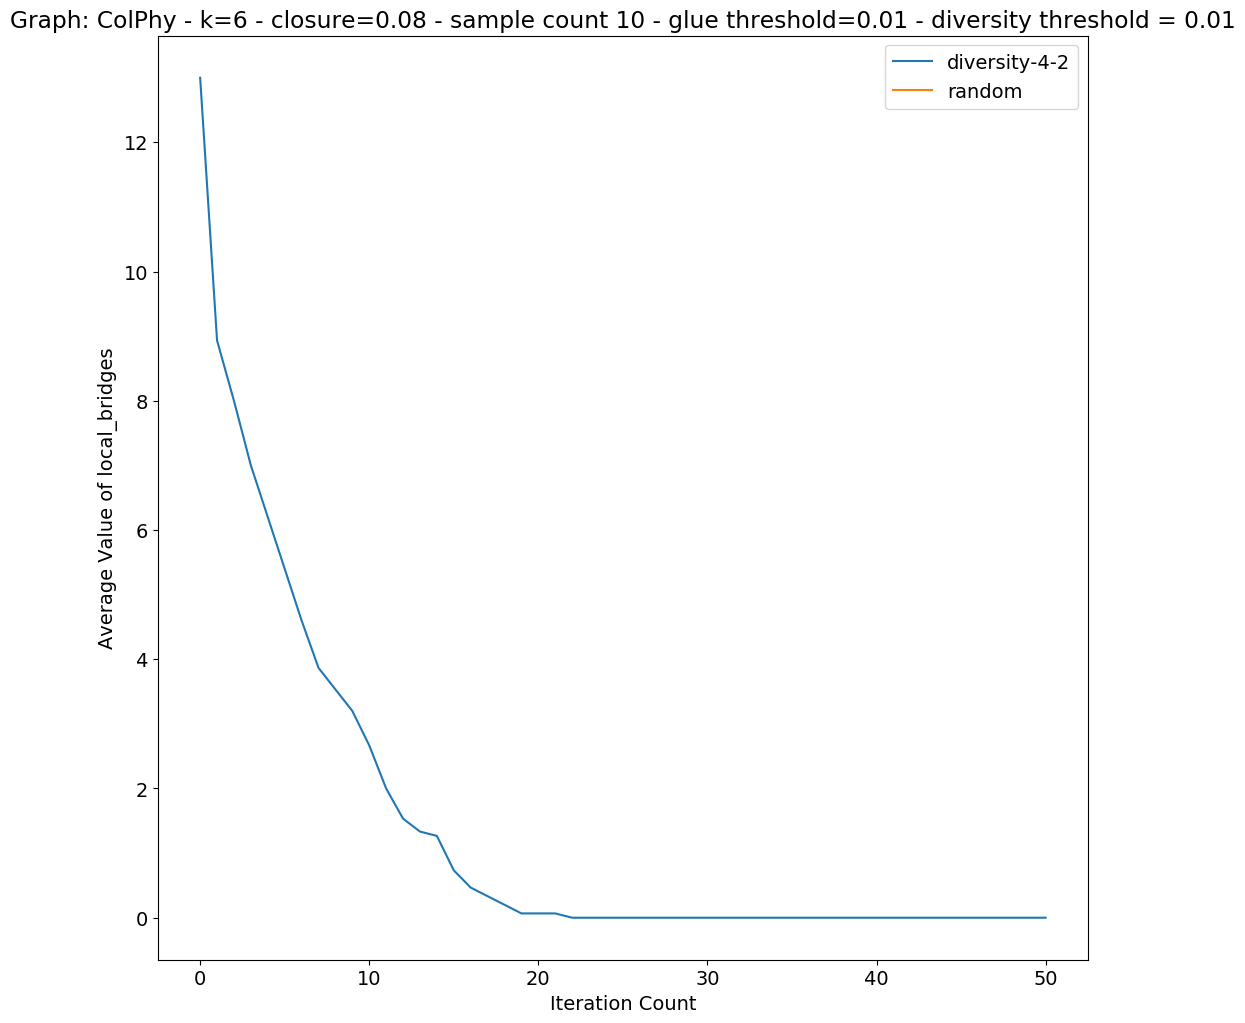 Graph: ColPhy - k=6 - closure=0.08 - sample count 10 - glue threshold=0.01 - diversity threshold = 0.01
diversity-4-2
random
12
10
8
6
4
2
0
Average Value of local_bridges
0 10 20 30 40 50
Iteration Count